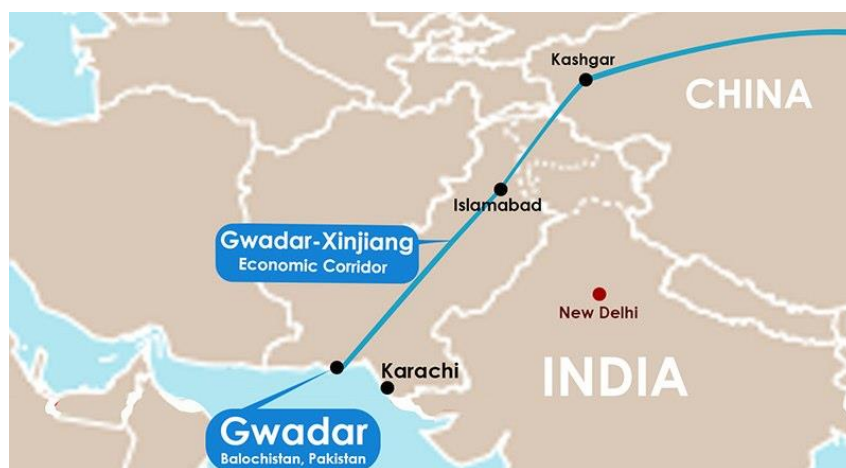 Kashgar
CHINA
Islamabad
Gwadar-Xinjiang
Economic Corridor
New Delhi
Karachi
INDIA
Gwadar
Balochistan, Pakistan